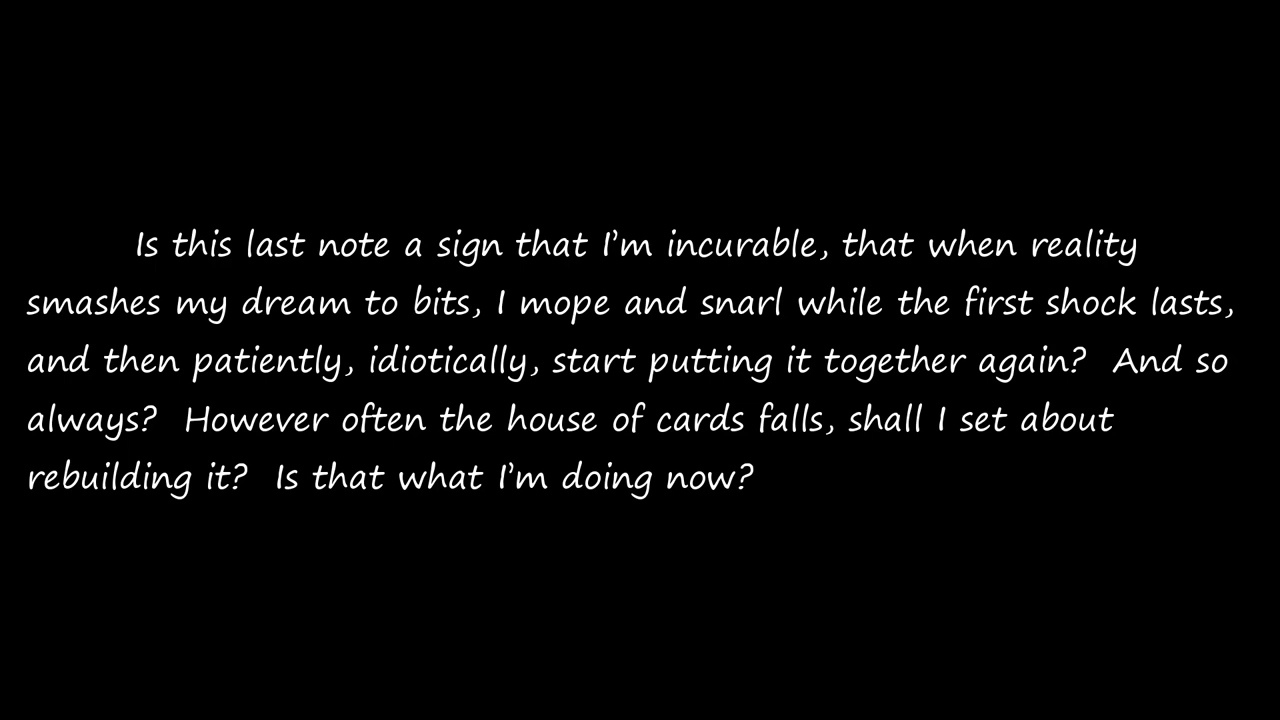 Is this last note a sign that I'm incurable, that when reality
smashes my dream to bits, I mope and snarl while the first shock lasts,
and then patiently, idiotically, start putting it together again?  And so
always?  However often the house of cards falls, shall I set about
rebuilding it?  Is that what I'm doing now?